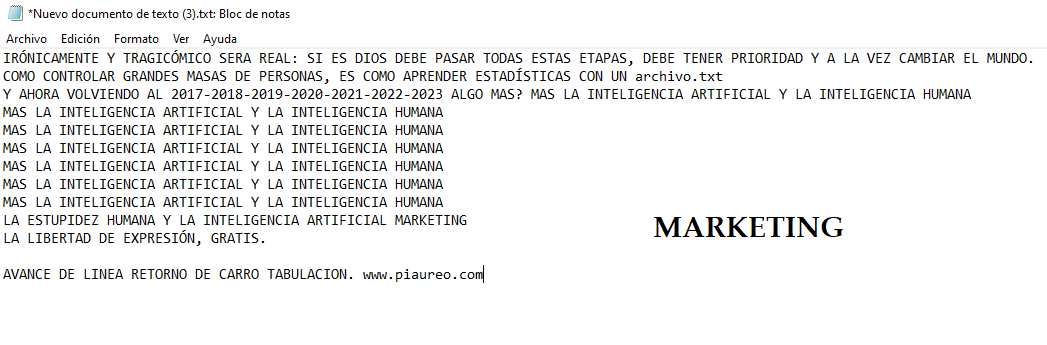 *Nuevo documento de texto (3).txt: Bloc de notas
Archivo Edición Formato Ver Ayuda
IRÓNICAMENTE Y TRAGICÓMICO SERA REAL: SI ES DIOS DEBE PASAR TODAS ESTAS ETAPAS, DEBE TENER PRIORIDAD Y A LA VEZ CAMBIAR EL MUNDO.
COMO CONTROLAR GRANDES MASAS DE PERSONAS, ES COMO APRENDER ESTADÍSTICAS CON UN archivo.txt
Y AHORA VOLVIENDO AL 2017-2018-2019-2020-2021-2022-2023 ALGO MAS? MAS LA INTELIGENCIA ARTIFICIAL Y LA INTELIGENCIA HUMANA
MAS LA INTELIGENCIA ARTIFICIAL Y LA INTELIGENCIA HUMANA
MAS LA INTELIGENCIA ARTIFICIAL Y LA INTELIGENCIA HUMANA
MAS LA INTELIGENCIA ARTIFICIAL Y LA INTELIGENCIA HUMANA
MAS LA INTELIGENCIA ARTIFICIAL Y LA INTELIGENCIA HUMANA
MAS LA INTELIGENCIA ARTIFICIAL Y LA INTELIGENCIA HUMANA
MAS LA INTELIGENCIA ARTIFICIAL Y LA INTELIGENCIA HUMANA
LA ESTUPIDEZ HUMANA Y LA INTELIGENCIA ARTIFICIAL MARKETING
MARKETING
LA LIBERTAD DE EXPRESIÓN, GRATIS.
AVANCE DE LINEA RETORNO DE CARRO TABULACION. www.piaureo.com